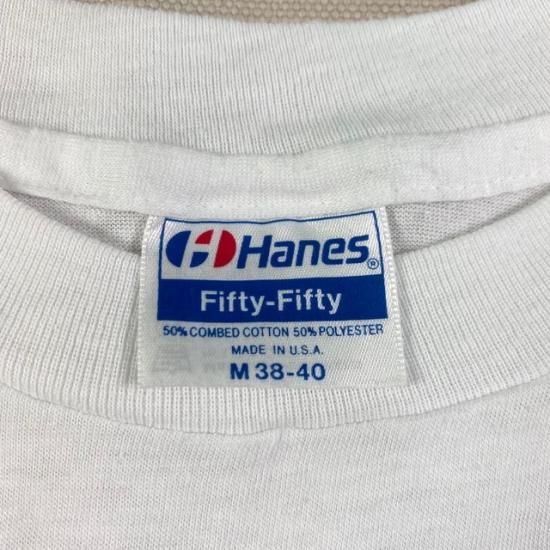 Hanes®
Fifty-Fifty
50% COMBED COTTON 50% POLYESTER
MADE IN U.S.A.
M 38-40